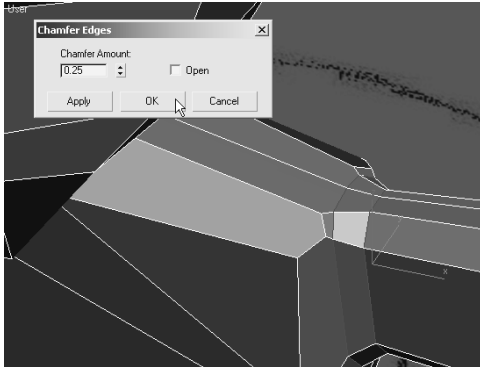 User
Chamfer Edges
Chamfer Amount:
0.25
Open
Apply
OK
Cancel
x